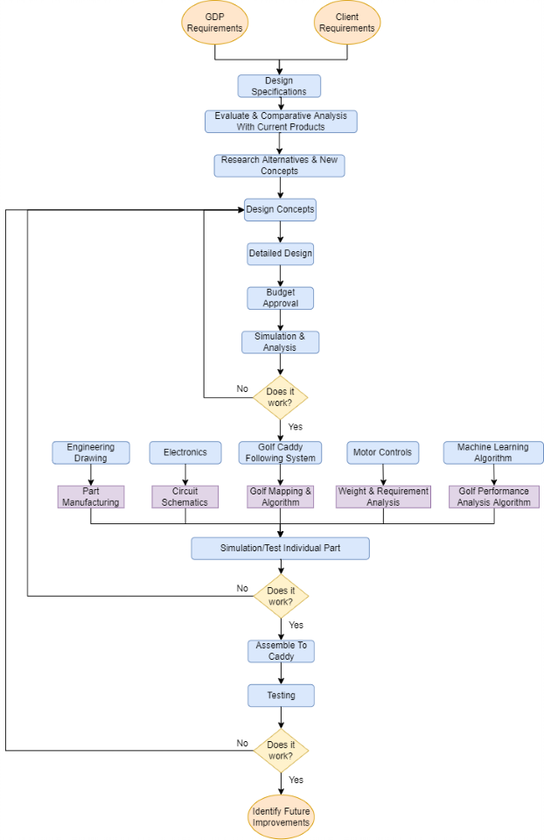 GDP
Requirements
Client
Requirements
Design
Specifications
Evaluate & Comparative Analysis
With Current Products
Research Alternatives & New
Concepts
Design Concepts
Detailed Design
Budget
Approval
Simulation &
Analysis
Does it
work?
No
Yes
Engineering
Drawing
Electronics
Golf Caddy
Following System
Motor Controls
Machine Learning
Algorithm
Part
Manufacturing
Circuit
Schematics
Golf Mapping &
Algorithm
Weight & Requirement
Analysis
Golf Performance
Analysis Algorithm
Simulation/Test Individual Part
No
Does it
work?
Yes
Assemble To
Caddy
Testing
No
Does it
work?
Yes
Identify Future
Improvements